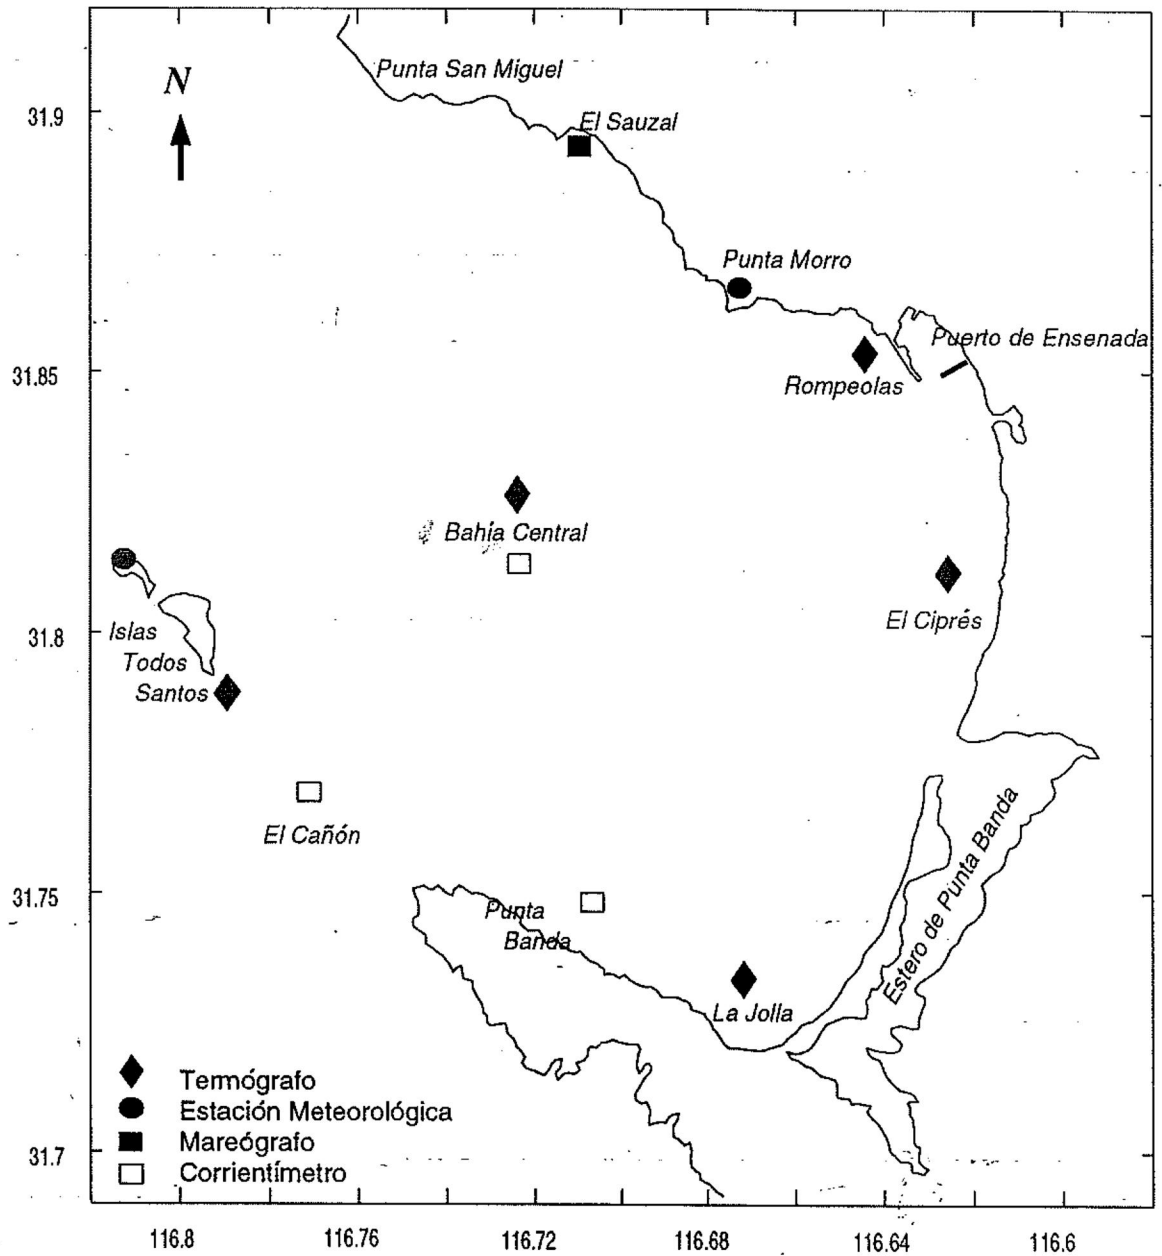 Punta San Miguel
N
31.9
El Sauzal
Punta Morro
Puerto de Ensenada
31.85
Rompeolas
Bahía Central
El Ciprés
Islas
Todos
Santos
31.8
El Cañón
Estero de Punta Banda
31.75
Punta
Banda
La Jolla
Termógrafo
Estación Meteorológica
Mareógrafo
Corrientímetro
31.7
116.8
116.76
116.72
116.68
116.64
116.6